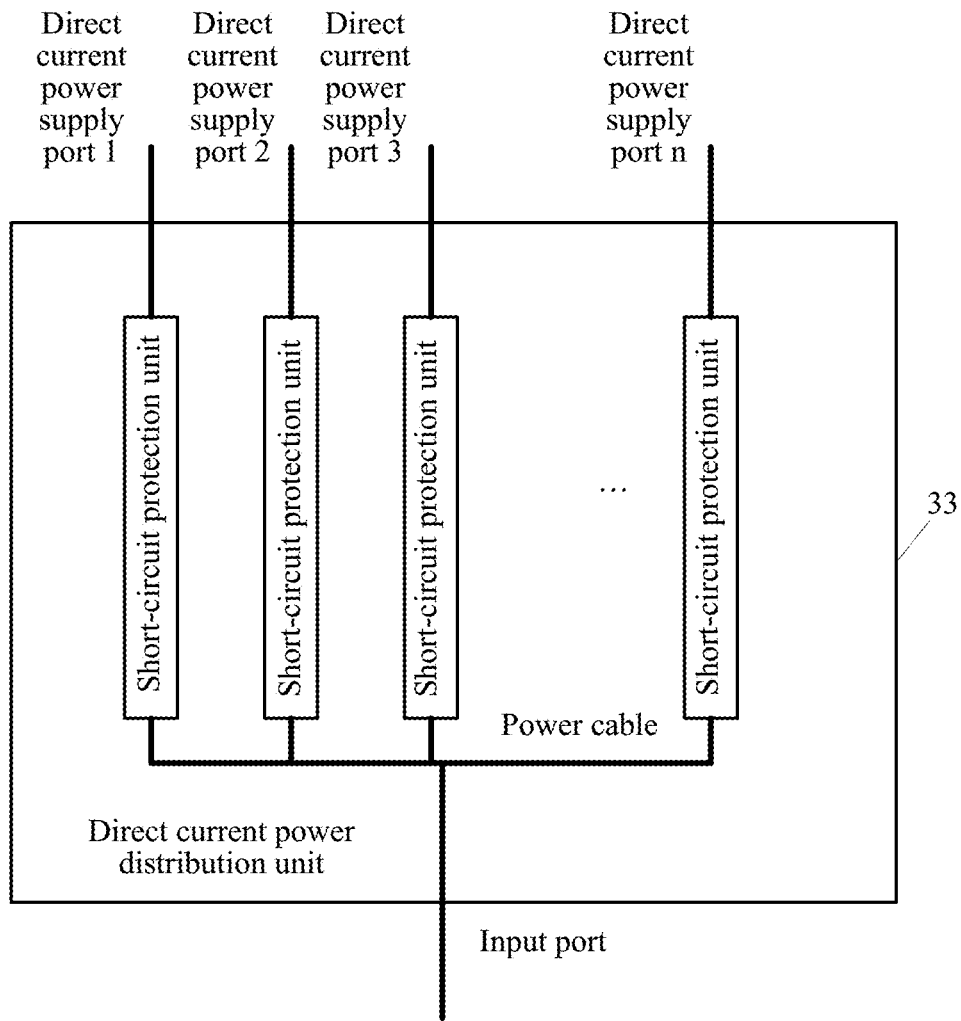 Direct
current
power
supply
port 1
Direct
current
power
supply
port 2
Direct
current
power
supply
port 3
Direct
current
power
supply
port n
Short-circuit protection unit
Short-circuit protection unit
Short-circuit protection unit
...
Short-circuit protection unit
33
Power cable
Direct current power
distribution unit
Input port